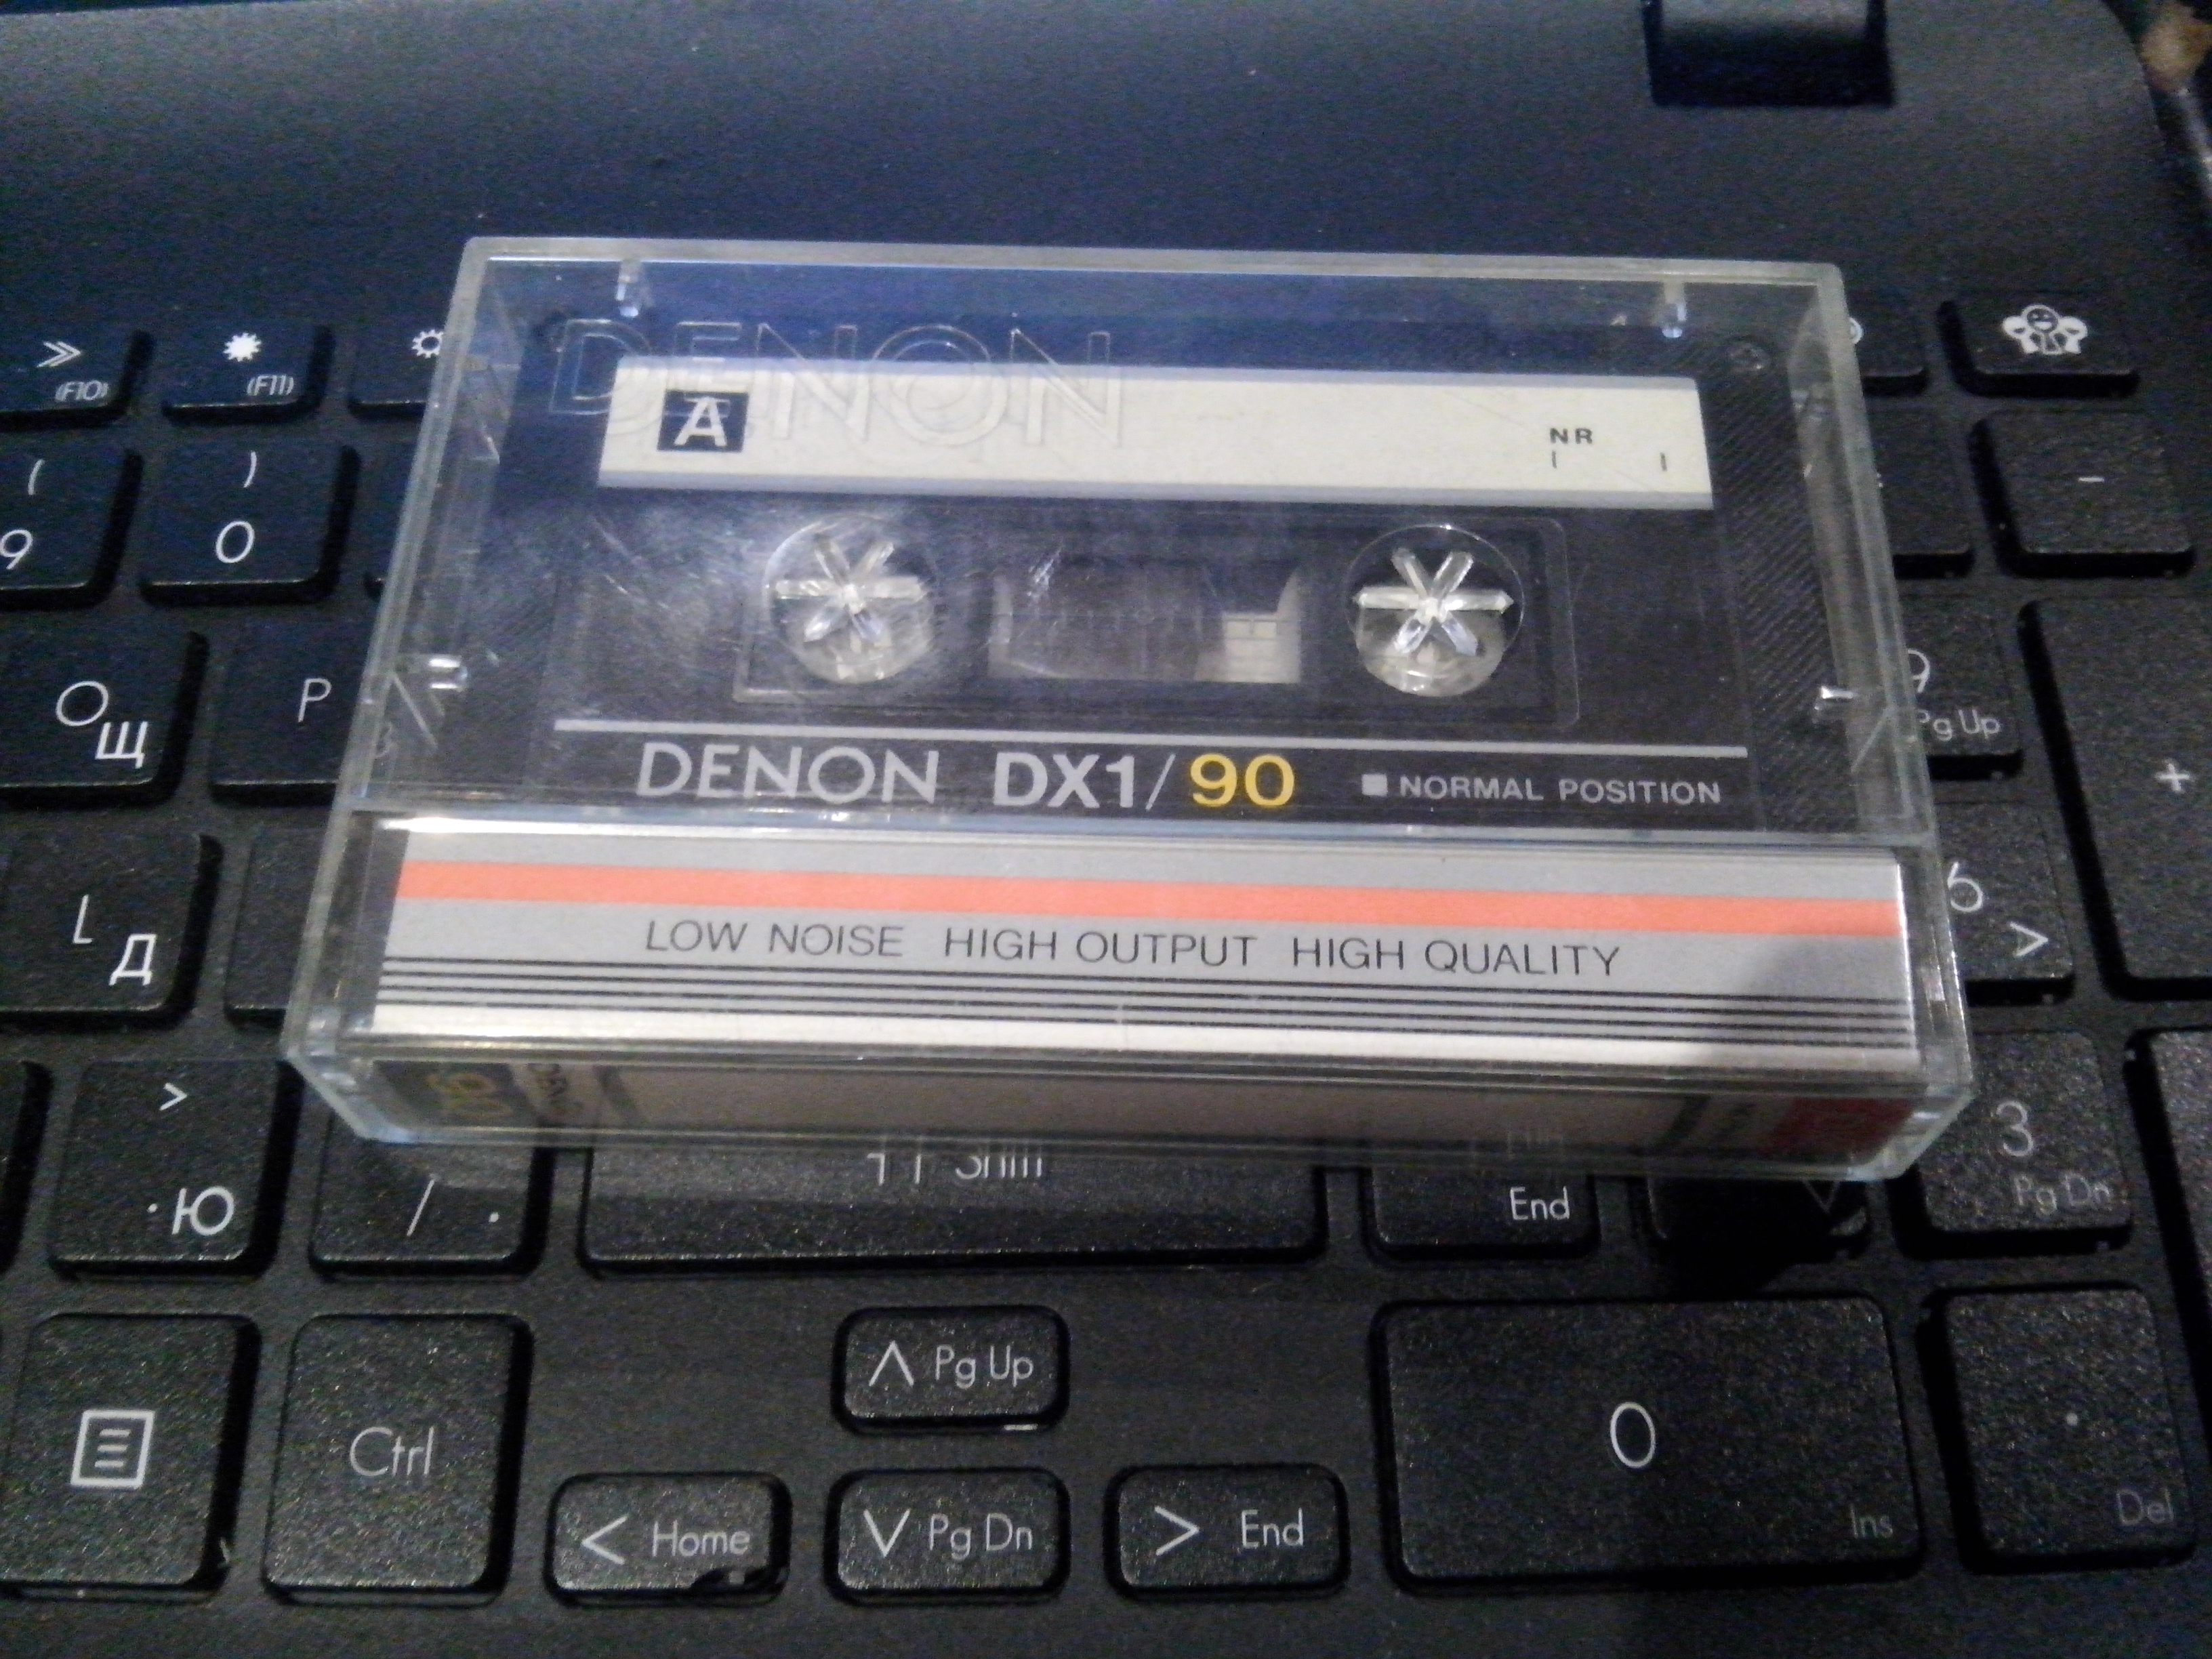 DENON
A
NR
DENON DX1/90 ■ NORMAL POSITION
LOW NOISE HIGH OUTPUT HIGH QUALITY
(F10)
(F11)
(
9
)
0
-
O
Щ
P
9
Pg Up
+
L
Д
6
>
>
. Ю
/ .
Shift
End
3
Pg Dn
Ctrl
Pg Up
< Home
Pg Dn
> End
0
Ins
.
Del